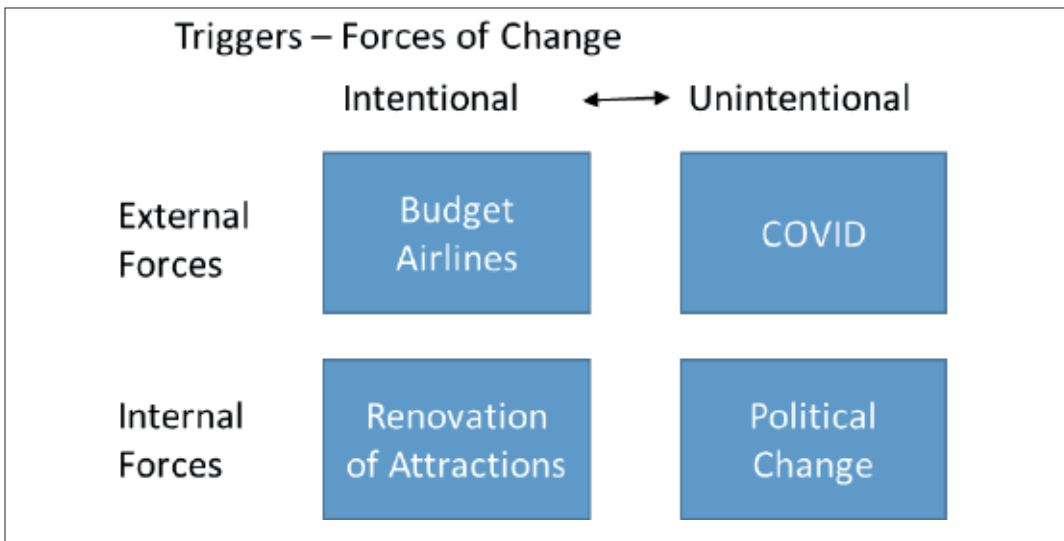 Triggers – Forces of Change
Intentional Unintentional
External
Forces
Budget
Airlines
COVID
Internal
Forces
Renovation
of Attractions
Political
Change